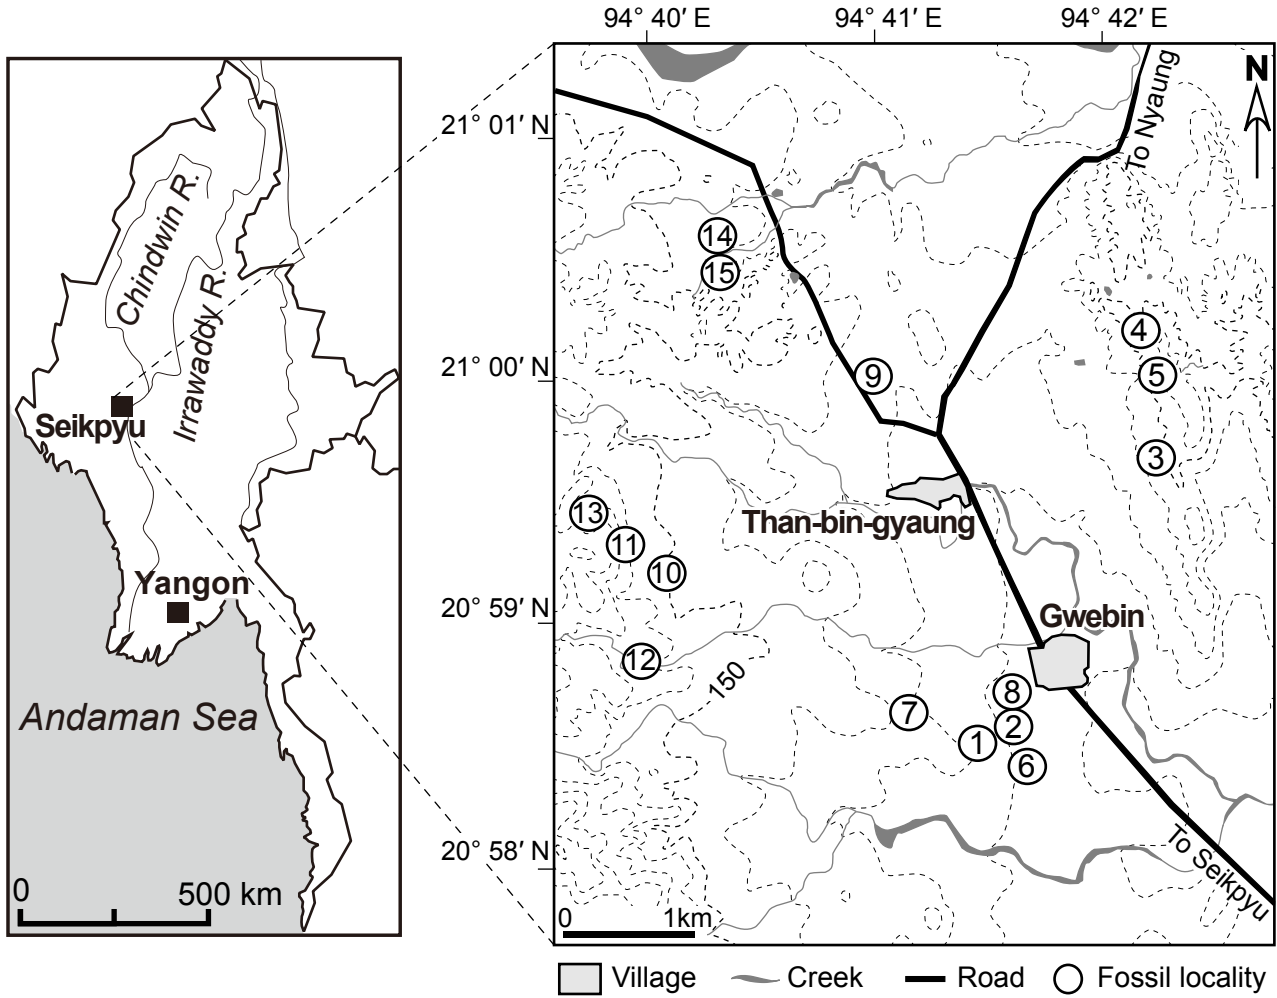 94° 40′ E
94° 41′ E
94° 42′ E
21° 01′ N
21° 00′ N
20° 59′ N
20° 58′ N
Chindwin R.
Irrawaddy R.
Seikpyu
Yangon
Andaman Sea
0
500 km
To Nyaung
N
14
15
4
9
5
3
Than-bin-gyaung
13
11
10
Gwebin
12
150
8
7
2
1
6
To Seikpyu
0
1km
Village
Creek
Road
Fossil locality